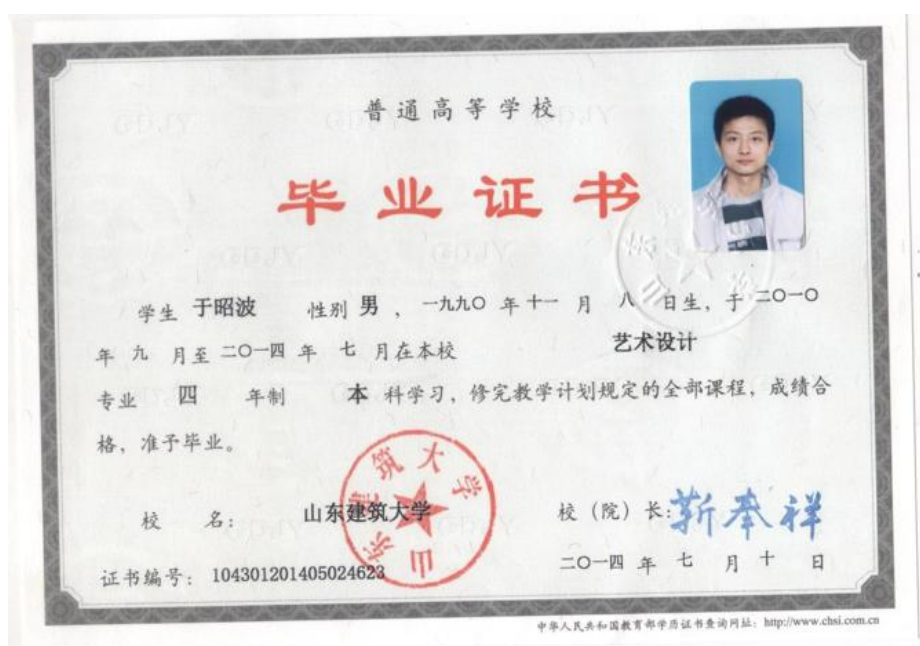 普通高等学校
毕业证书
学生 于昭波 性别 男 ，一九九〇 年 十一 月 八 日生，于 二〇一〇
年 九 月至 二〇一四 年 七 月在本校 艺术设计
专业 四 年制 本 科学习，修完教学计划规定的全部课程，成绩合
格，准予毕业。
山东建筑大学
校 名： 山东建筑大学 校（院）长：靳奉祥
证书编号： 104301201405024623 二〇一四 年 七 月 十 日
中华人民共和国教育部学历证书查询网址：http://www.chsi.com.cn